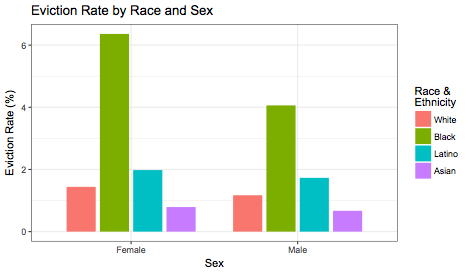 Eviction Rate by Race and Sex
Eviction Rate (%)
6
4
2
0
Female
Male
Sex
Race &
Ethnicity
White
Black
Latino
Asian